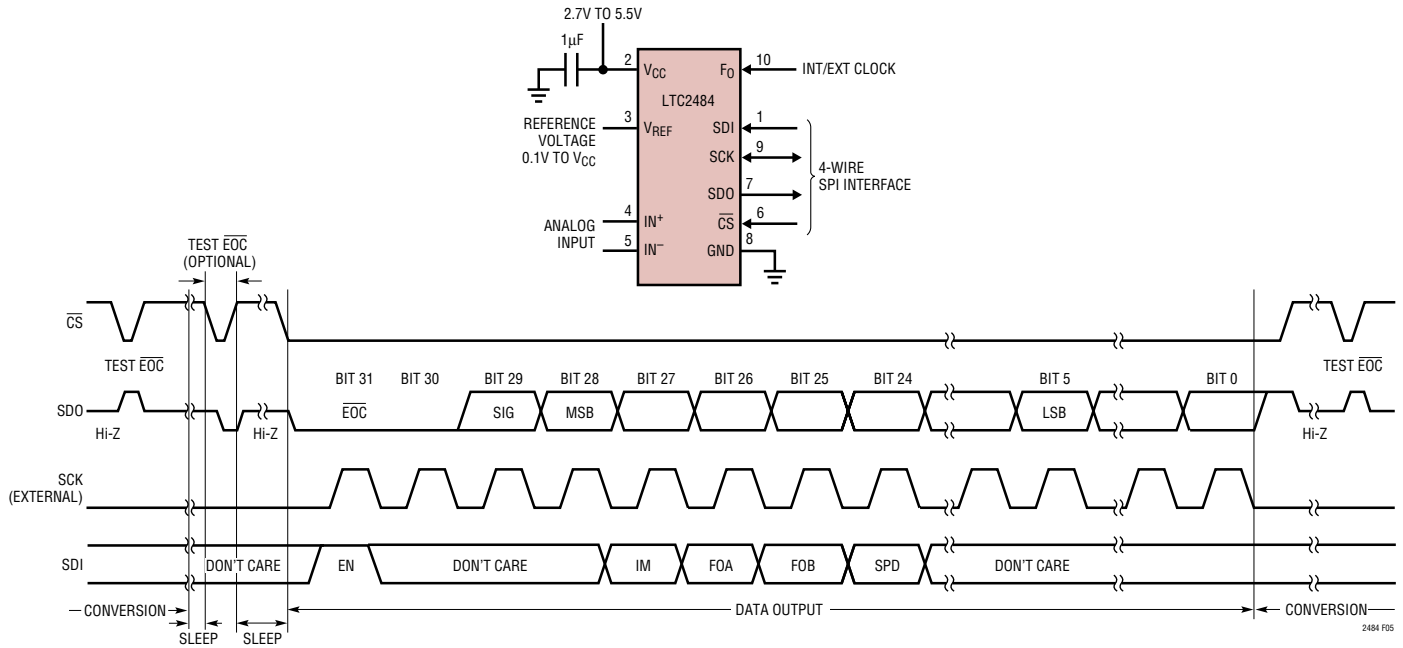 2.7V TO 5.5V
1µF
2
VCC
FO
10
INT/EXT CLOCK
LTC2484
REFERENCE
VOLTAGE
0.1V TO VCC
3
VREF
SDI
1
SCK
9
SDO
7
CS
6
4-WIRE
SPI INTERFACE
ANALOG
INPUT
4
IN+
5
IN–
GND
8
TEST EOC
(OPTIONAL)
CS
TEST EOC
TEST EOC
BIT 31
BIT 30
BIT 29
BIT 28
BIT 27
BIT 26
BIT 25
BIT 24
BIT 5
BIT 0
SDO
EOC
SIG
MSB
LSB
Hi-Z
Hi-Z
Hi-Z
SCK
(EXTERNAL)
SDI
DON'T CARE
EN
DON'T CARE
IM
FOA
FOB
SPD
DON'T CARE
CONVERSION
DATA OUTPUT
CONVERSION
SLEEP
SLEEP
2484 F05